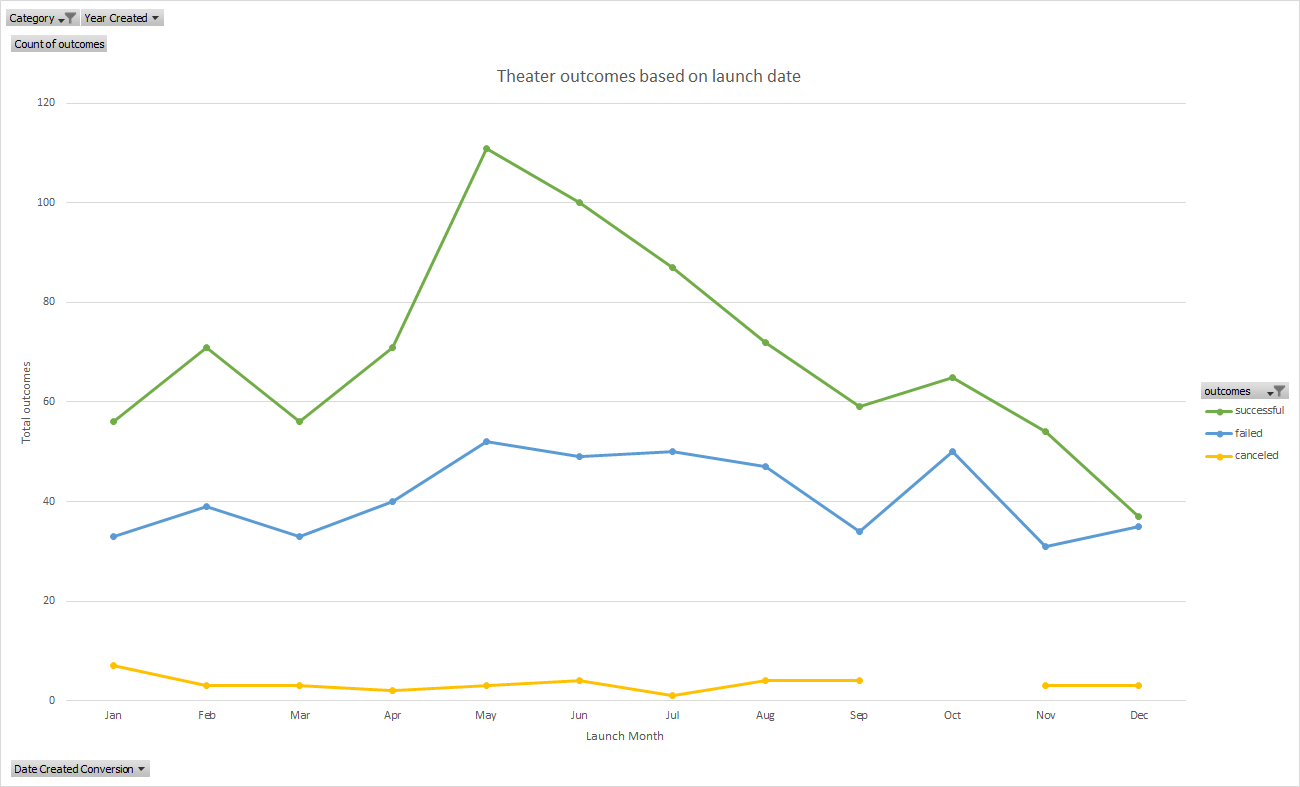 Category Year Created
Count of outcomes
Theater outcomes based on launch date
120
100
80
60
40
20
0
Total outcomes
Jan Feb Mar Apr May Jun Jul Aug Sep Oct Nov Dec
Launch Month
outcomes
successful
failed
canceled
Date Created Conversion